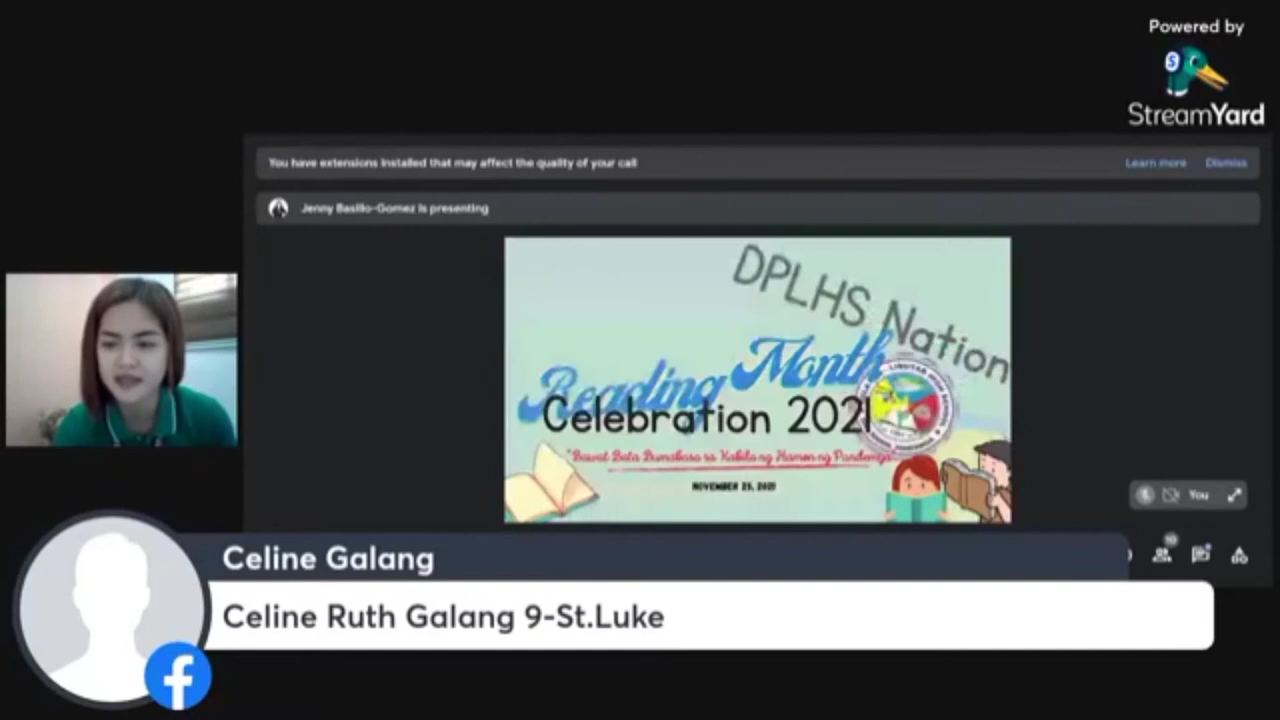 Powered by
StreamYard
You have extensions installed that may affect the quality of your call
Learn more
Dismiss
Jenny Basilio-Gomez is presenting
DPLHS Nation
Reading Month
Celebration 2021
"Bawat Bata Bumabasa sa Kabila ng Hamon ng Pandemya"
NOVEMBER 25, 2021
You
Celine Galang
Celine Ruth Galang 9-St.Luke